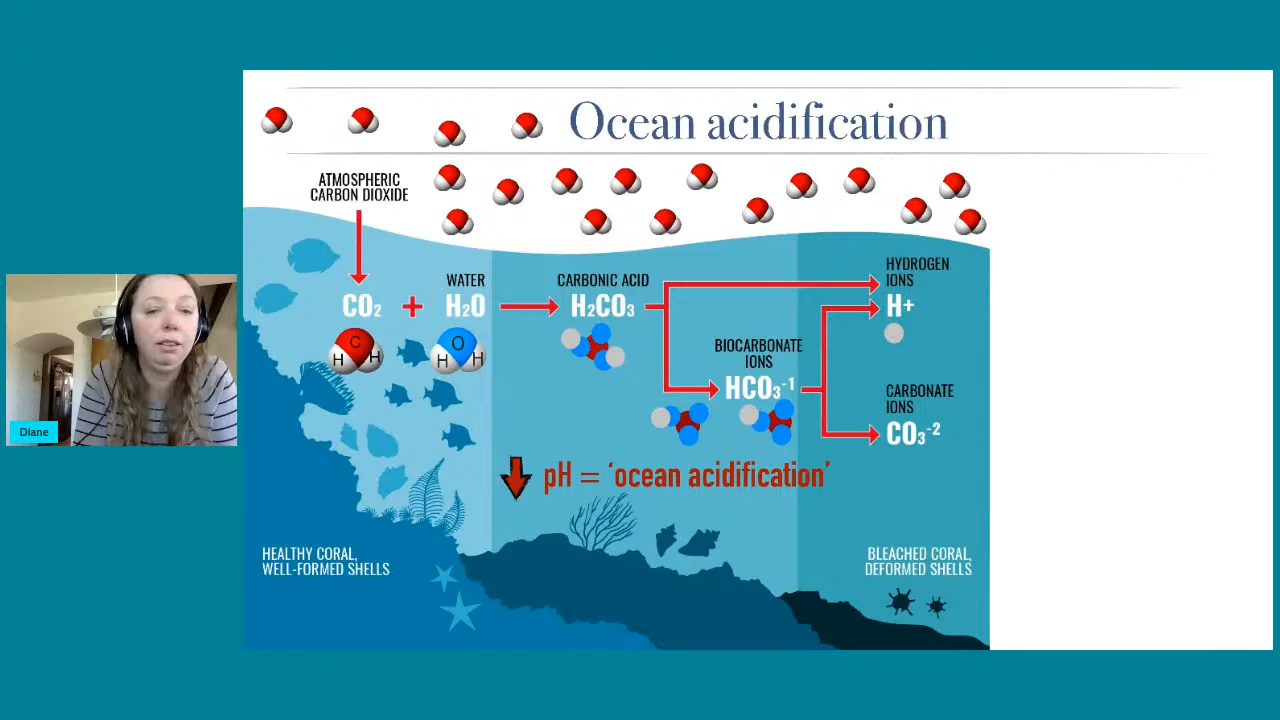 Ocean acidification
ATMOSPHERIC
CARBON DIOXIDE
WATER
CARBONIC ACID
HYDROGEN
IONS
CO₂ + H₂O
H₂CO₃
H+
C
H H
O
H H
BIOCARBONATE
IONS
HCO₃⁻¹
CARBONATE
IONS
CO₃⁻²
Diane
pH = 'ocean acidification'
HEALTHY CORAL,
WELL-FORMED SHELLS
BLEACHED CORAL,
DEFORMED SHELLS